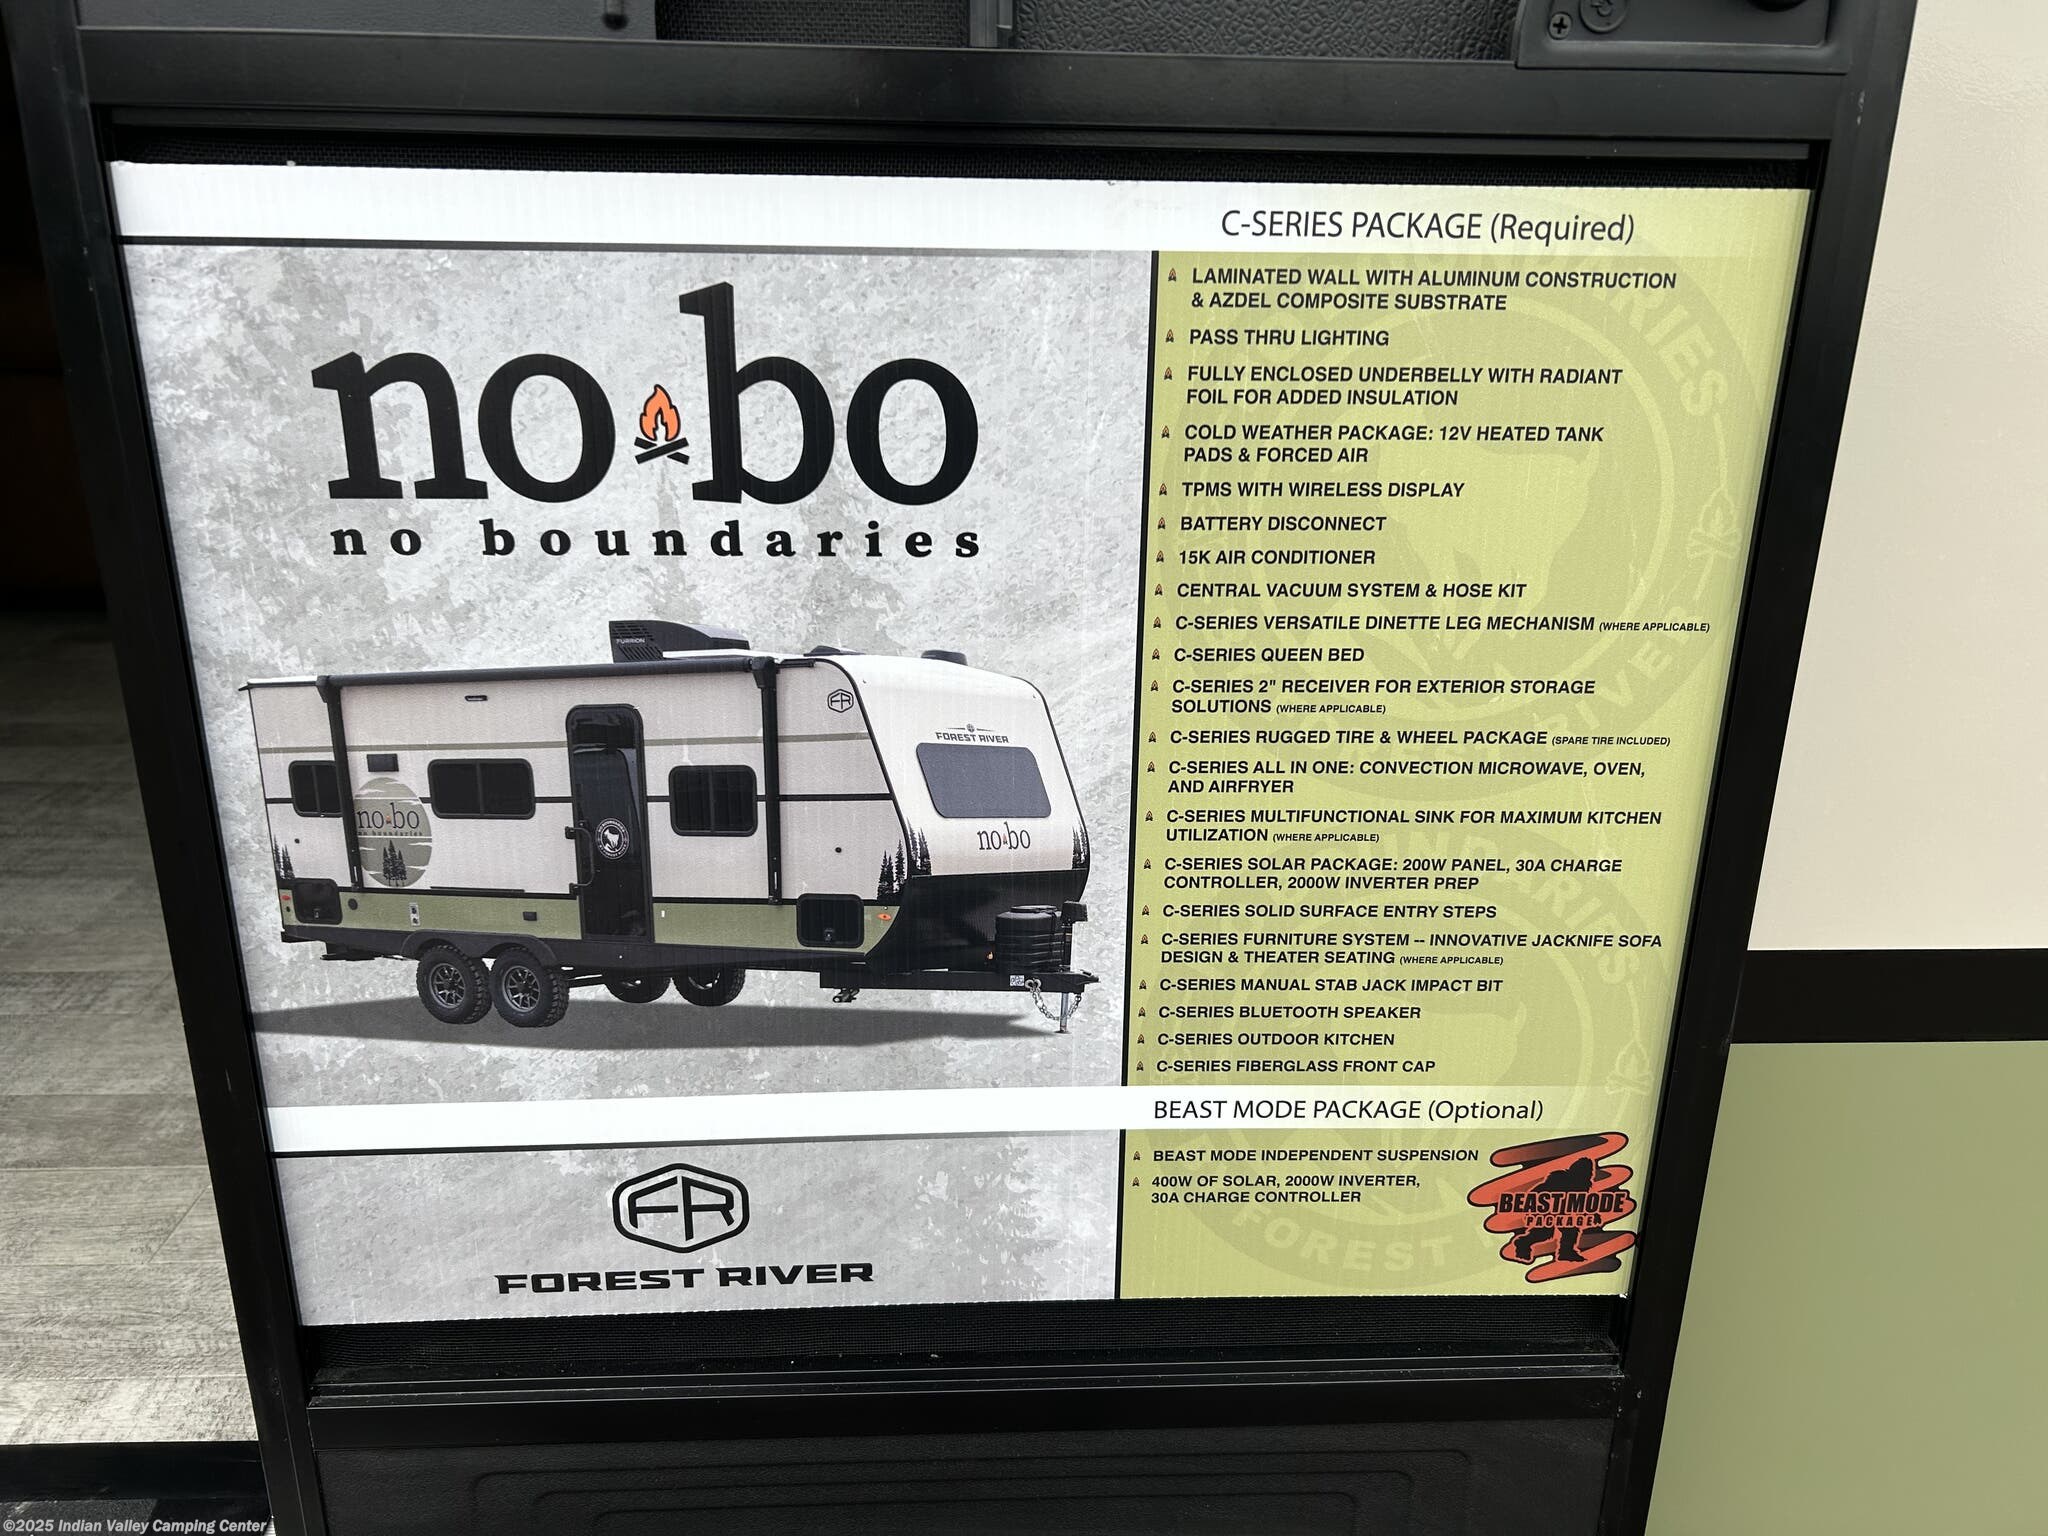 C-SERIES PACKAGE (Required)
no bo
no boundaries
LAMINATED WALL WITH ALUMINUM CONSTRUCTION
& AZDEL COMPOSITE SUBSTRATE
PASS THRU LIGHTING
FULLY ENCLOSED UNDERBELLY WITH RADIANT
FOIL FOR ADDED INSULATION
COLD WEATHER PACKAGE: 12V HEATED TANK
PADS & FORCED AIR
TPMS WITH WIRELESS DISPLAY
BATTERY DISCONNECT
15K AIR CONDITIONER
CENTRAL VACUUM SYSTEM & HOSE KIT
C-SERIES VERSATILE DINETTE LEG MECHANISM (WHERE APPLICABLE)
C-SERIES QUEEN BED
C-SERIES 2" RECEIVER FOR EXTERIOR STORAGE
SOLUTIONS (WHERE APPLICABLE)
C-SERIES RUGGED TIRE & WHEEL PACKAGE (SPARE TIRE INCLUDED)
C-SERIES ALL IN ONE: CONVECTION MICROWAVE, OVEN,
AND AIRFRYER
C-SERIES MULTIFUNCTIONAL SINK FOR MAXIMUM KITCHEN
UTILIZATION (WHERE APPLICABLE)
C-SERIES SOLAR PACKAGE: 200W PANEL, 30A CHARGE
CONTROLLER, 2000W INVERTER PREP
C-SERIES SOLID SURFACE ENTRY STEPS
C-SERIES FURNITURE SYSTEM -- INNOVATIVE JACKNIFE SOFA
DESIGN & THEATER SEATING (WHERE APPLICABLE)
C-SERIES MANUAL STAB JACK IMPACT BIT
C-SERIES BLUETOOTH SPEAKER
C-SERIES OUTDOOR KITCHEN
C-SERIES FIBERGLASS FRONT CAP
FURRION
FR
FOREST RIVER
no bo
no boundaries
no bo
BEAST MODE PACKAGE (Optional)
BEAST MODE INDEPENDENT SUSPENSION
400W OF SOLAR, 2000W INVERTER,
30A CHARGE CONTROLLER
BEAST MODE
PACKAGE
FR
FOREST RIVER
FOREST
©2025 Indian Valley Camping Center